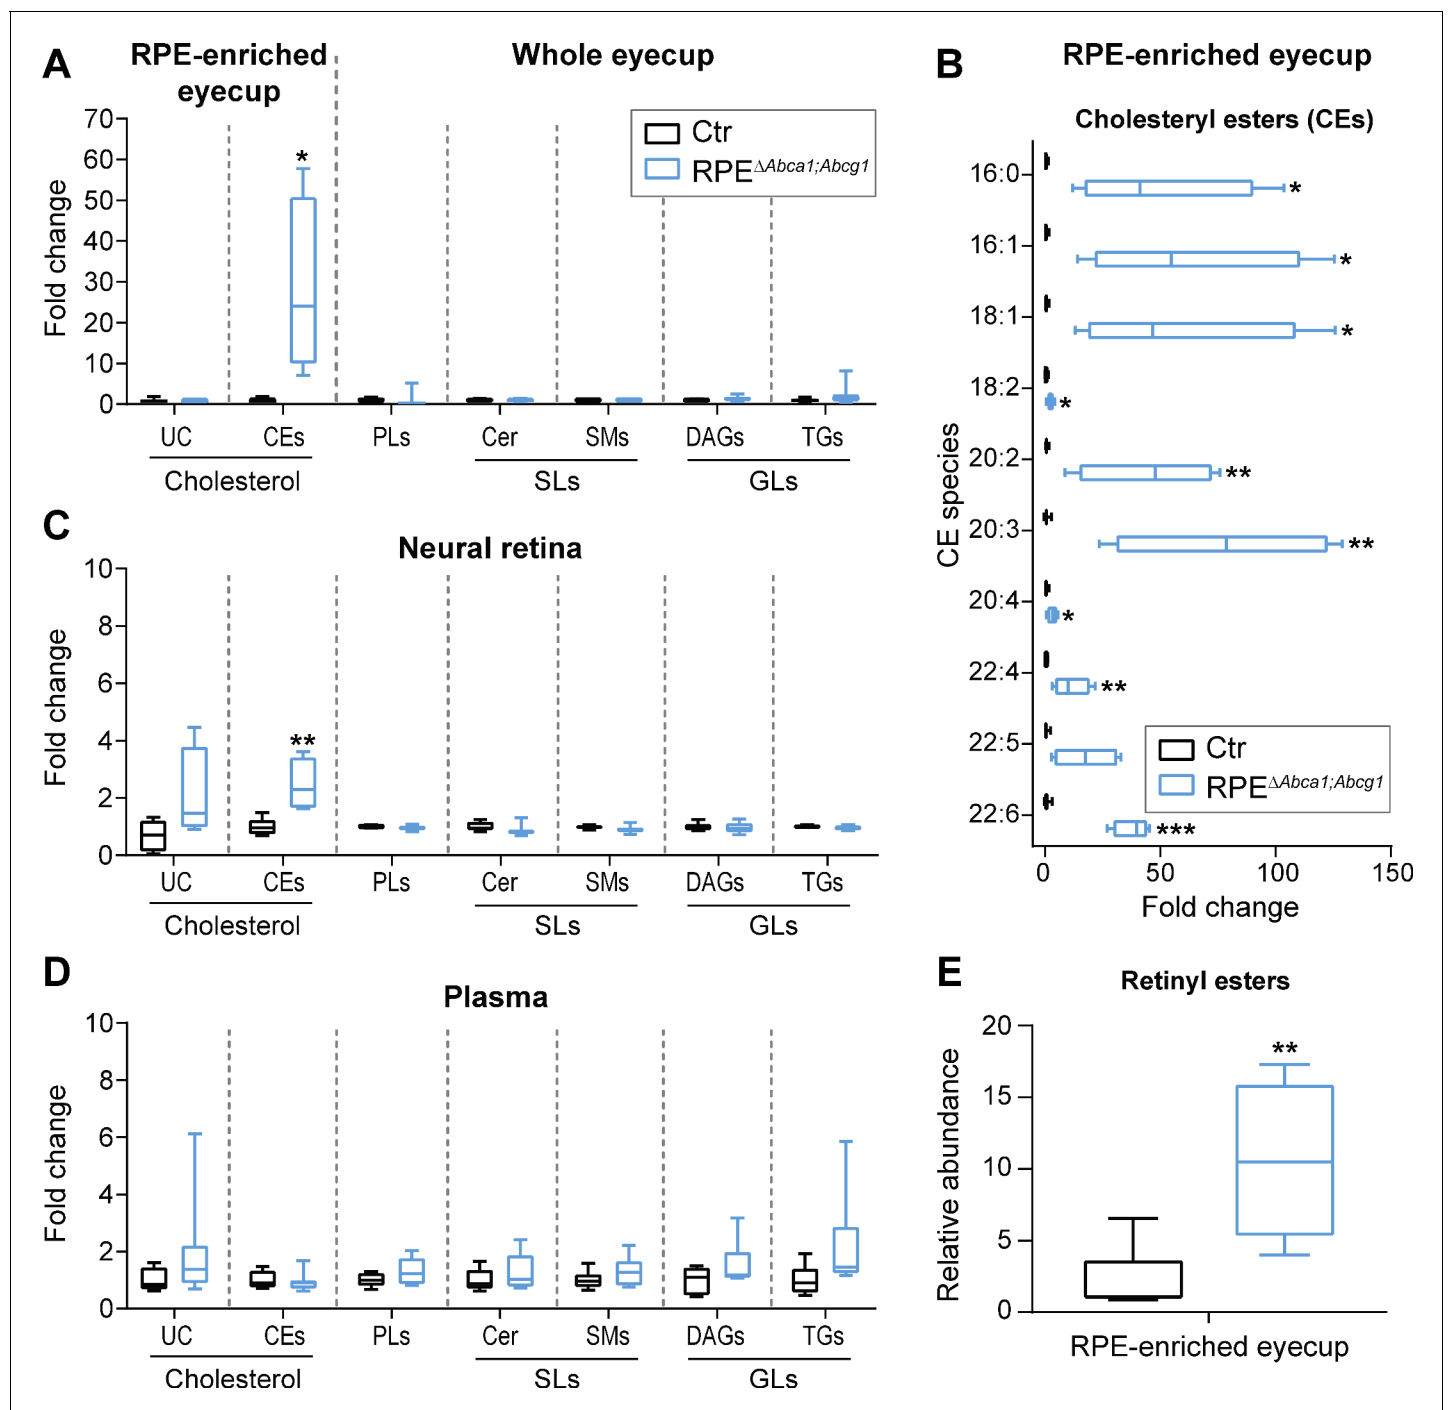 A
RPE-enriched
eyecup
Whole eyecup
70
60
50
40
30
20
10
0
Fold change
*
Ctr
RPE^ΔAbca1;Abcg1
UC
CEs
PLs
Cer
SMs
DAGs
TGs
Cholesterol
SLs
GLs
B
RPE-enriched eyecup
Cholesteryl esters (CEs)
CE species
16:0
*
16:1
*
18:1
*
18:2
*
20:2
**
20:3
**
20:4
*
22:4
**
22:5
22:6
***
Ctr
RPE^ΔAbca1;Abcg1
0
50
100
150
Fold change
C
Neural retina
10
8
6
4
2
0
Fold change
**
UC
CEs
PLs
Cer
SMs
DAGs
TGs
Cholesterol
SLs
GLs
D
Plasma
10
8
6
4
2
0
Fold change
UC
CEs
PLs
Cer
SMs
DAGs
TGs
Cholesterol
SLs
GLs
E
Retinyl esters
20
15
10
5
0
Relative abundance
**
RPE-enriched eyecup